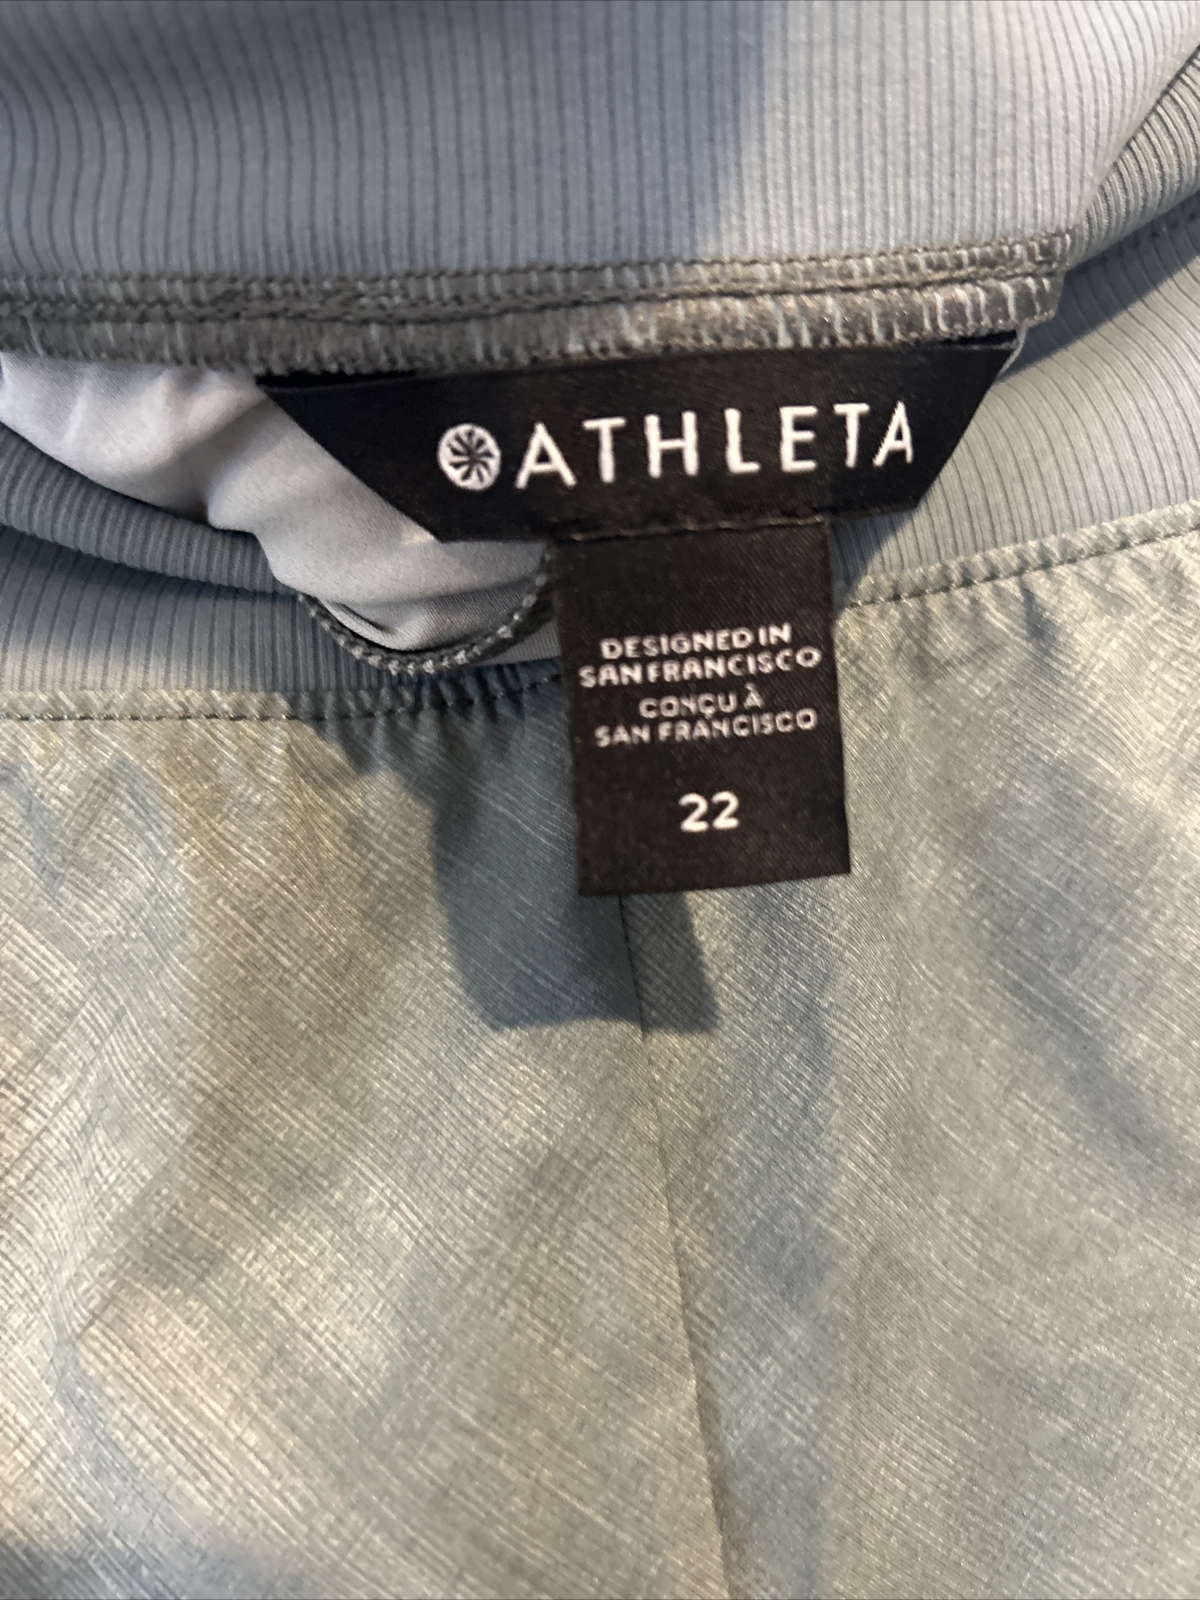 ATHLETA
DESIGNED IN
SAN FRANCISCO
CONÇU À
SAN FRANCISCO
22